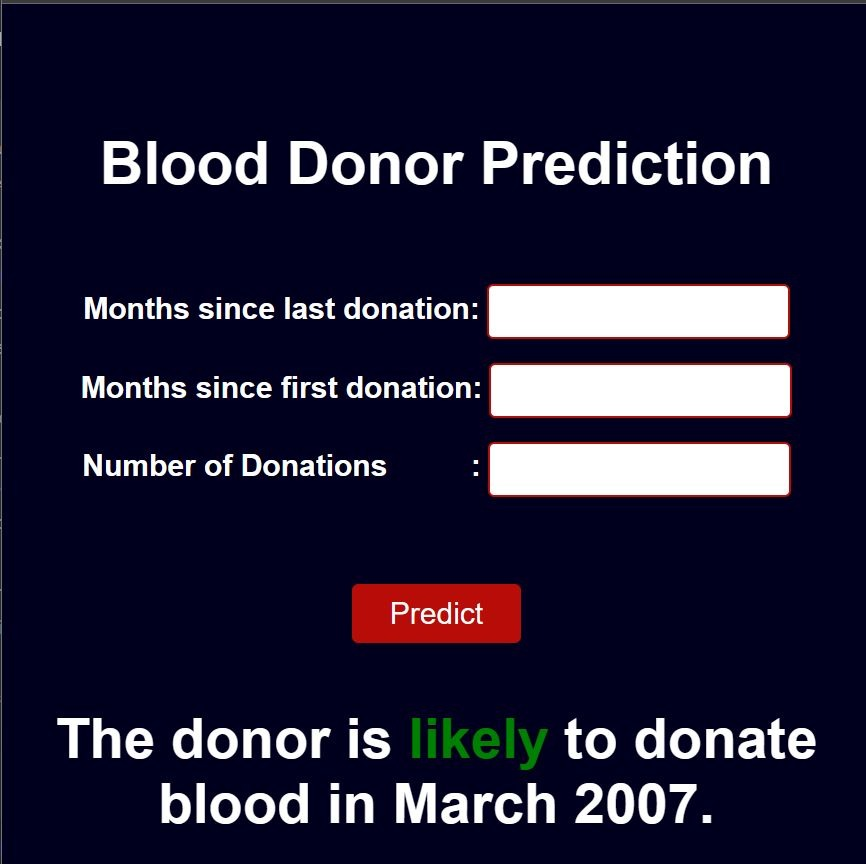 Blood Donor Prediction
Months since last donation:
Months since first donation:
Number of Donations :
Predict
The donor is likely to donate
blood in March 2007.